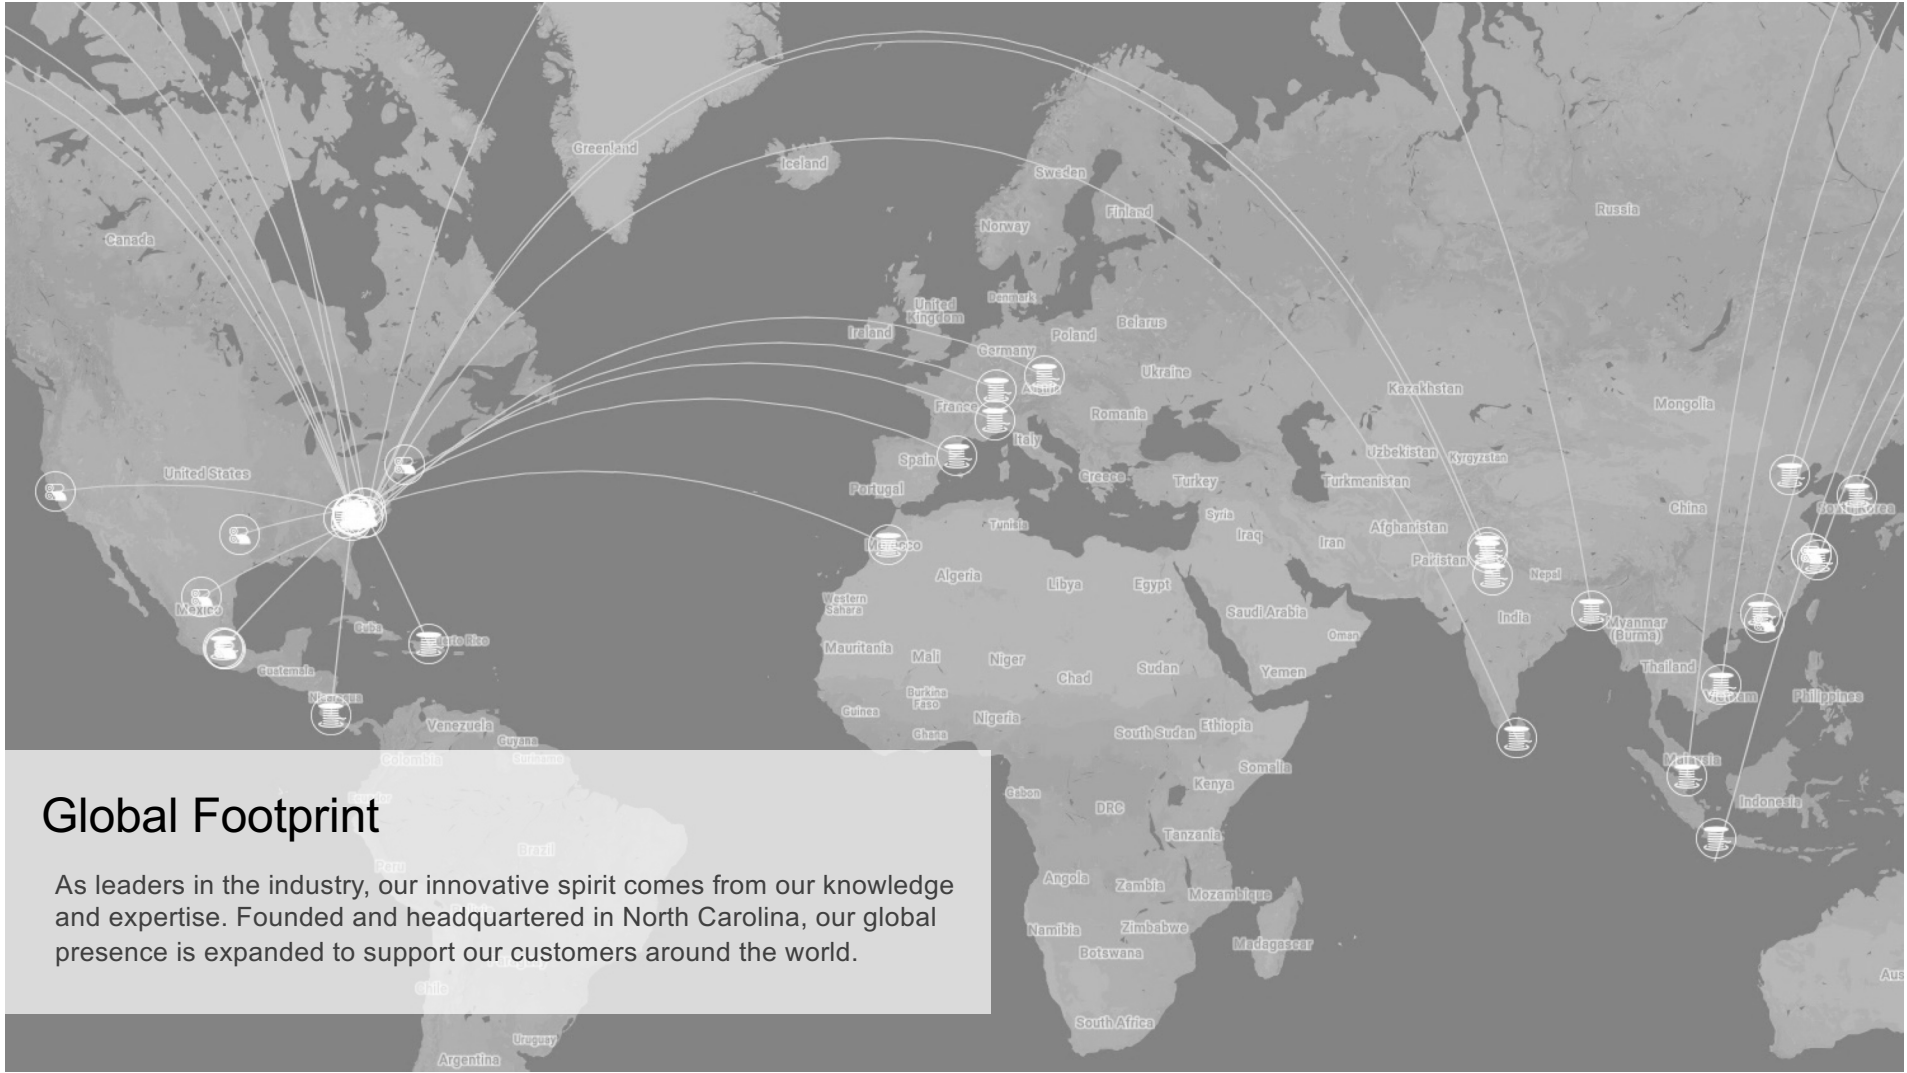 Greenland
Iceland
Sweden
Finland
Russia
Canada
Norway
United
Kingdom
Denmark
Ireland
Belarus
Poland
Germany
Ukraine
Kazakhstan
Mongolia
France
Romania
Italy
Uzbekistan
Kyrgyzstan
Spain
United States
Greece
Turkey
Turkmenistan
Portugal
China
Syria
Tunisia
Afghanistan
Iraq
Iran
Pakistan
Algeria
Libya
Egypt
Nepal
Western
Sahara
Mexico
Saudi Arabia
India
Myanmar
(Burma)
Cuba
Oman
Mauritania
Mali
Niger
Chad
Sudan
Yemen
Thailand
Guatemala
Burkina
Faso
Philippines
Guinea
Nigeria
Ghana
South Sudan
Ethiopia
Venezuela
Guyana
Suriname
Colombia
Somalia
Kenya
Gabon
DRC
Indonesia
Tanzania
Global Footprint
Brazil
Peru
As leaders in the industry, our innovative spirit comes from our knowledge
and expertise. Founded and headquartered in North Carolina, our global
presence is expanded to support our customers around the world.
Angola
Zambia
Mozambique
Namibia
Zimbabwe
Botswana
Madagascar
Aus
Chile
South Africa
Uruguay
Argentina